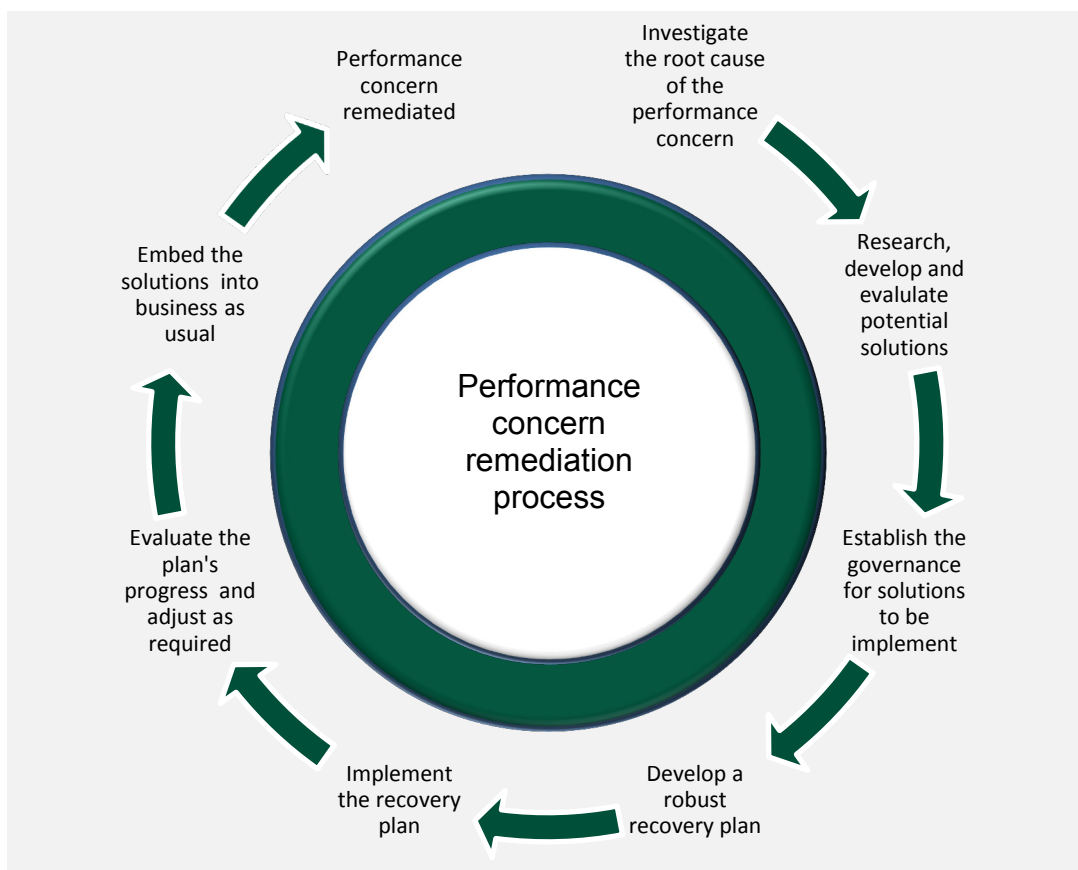 Investigate
the root cause
of the
performance
concern
Research,
develop and
evalulate
potential
solutions
Establish the
governance
for solutions
to be
implement
Develop a
robust
recovery plan
Implement
the recovery
plan
Evaluate the
plan's
progress  and
adjust as
required
Embed the
solutions  into
business as
usual
Performance
concern
remediated
Performance
concern
remediation
process